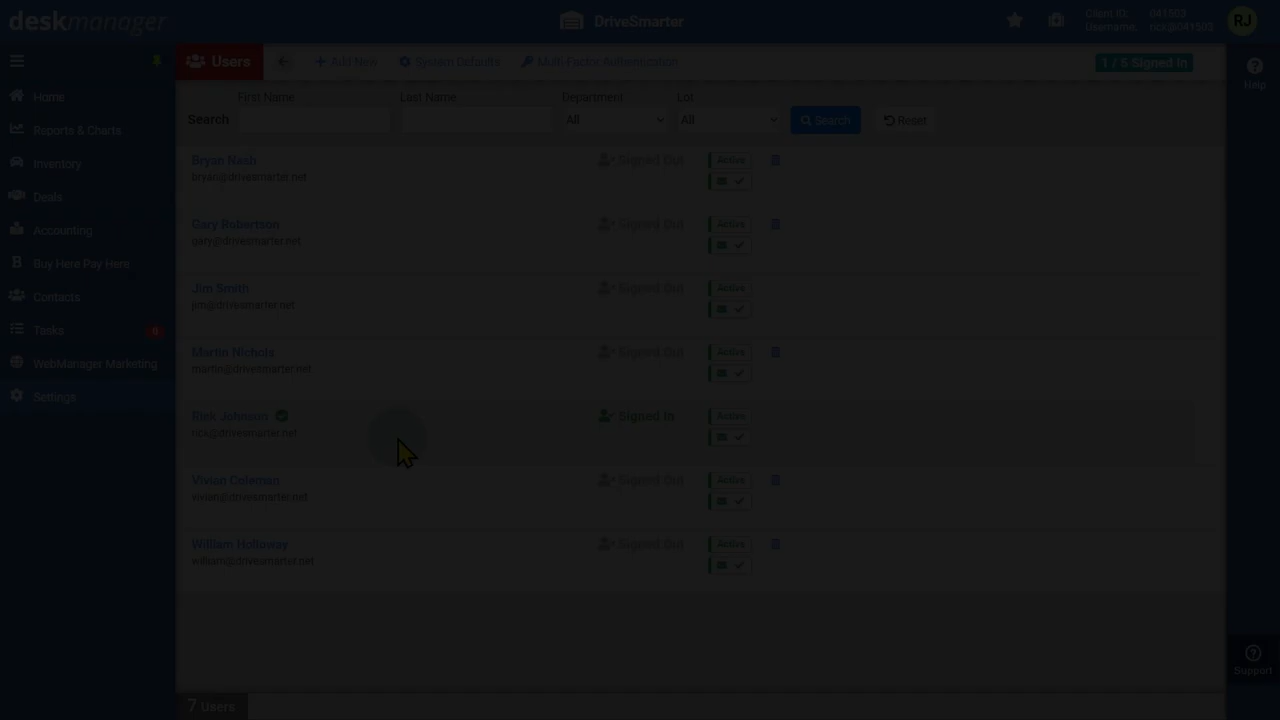 deskmanager
DriveSmarter
Client ID: 041503
Username: rick@041503
RJ
Users
Add New
System Defaults
Multi-Factor Authentication
1 / 5 Signed In
Help
Home
Reports & Charts
Inventory
Deals
Accounting
Buy Here Pay Here
Contacts
Tasks
WebManager Marketing
Settings
First Name
Last Name
Department
Lot
Search
All
All
Search
Reset
Bryan Nash
bryan@drivesmarter.net
Signed Out
Active
Gary Robertson
gary@drivesmarter.net
Signed Out
Active
Jim Smith
jim@drivesmarter.net
Signed Out
Active
Martin Nichols
martin@drivesmarter.net
Signed Out
Active
Rick Johnson
rick@drivesmarter.net
Signed In
Active
Vivian Coleman
vivian@drivesmarter.net
Signed Out
Active
William Holloway
william@drivesmarter.net
Signed Out
Active
7 Users
Support